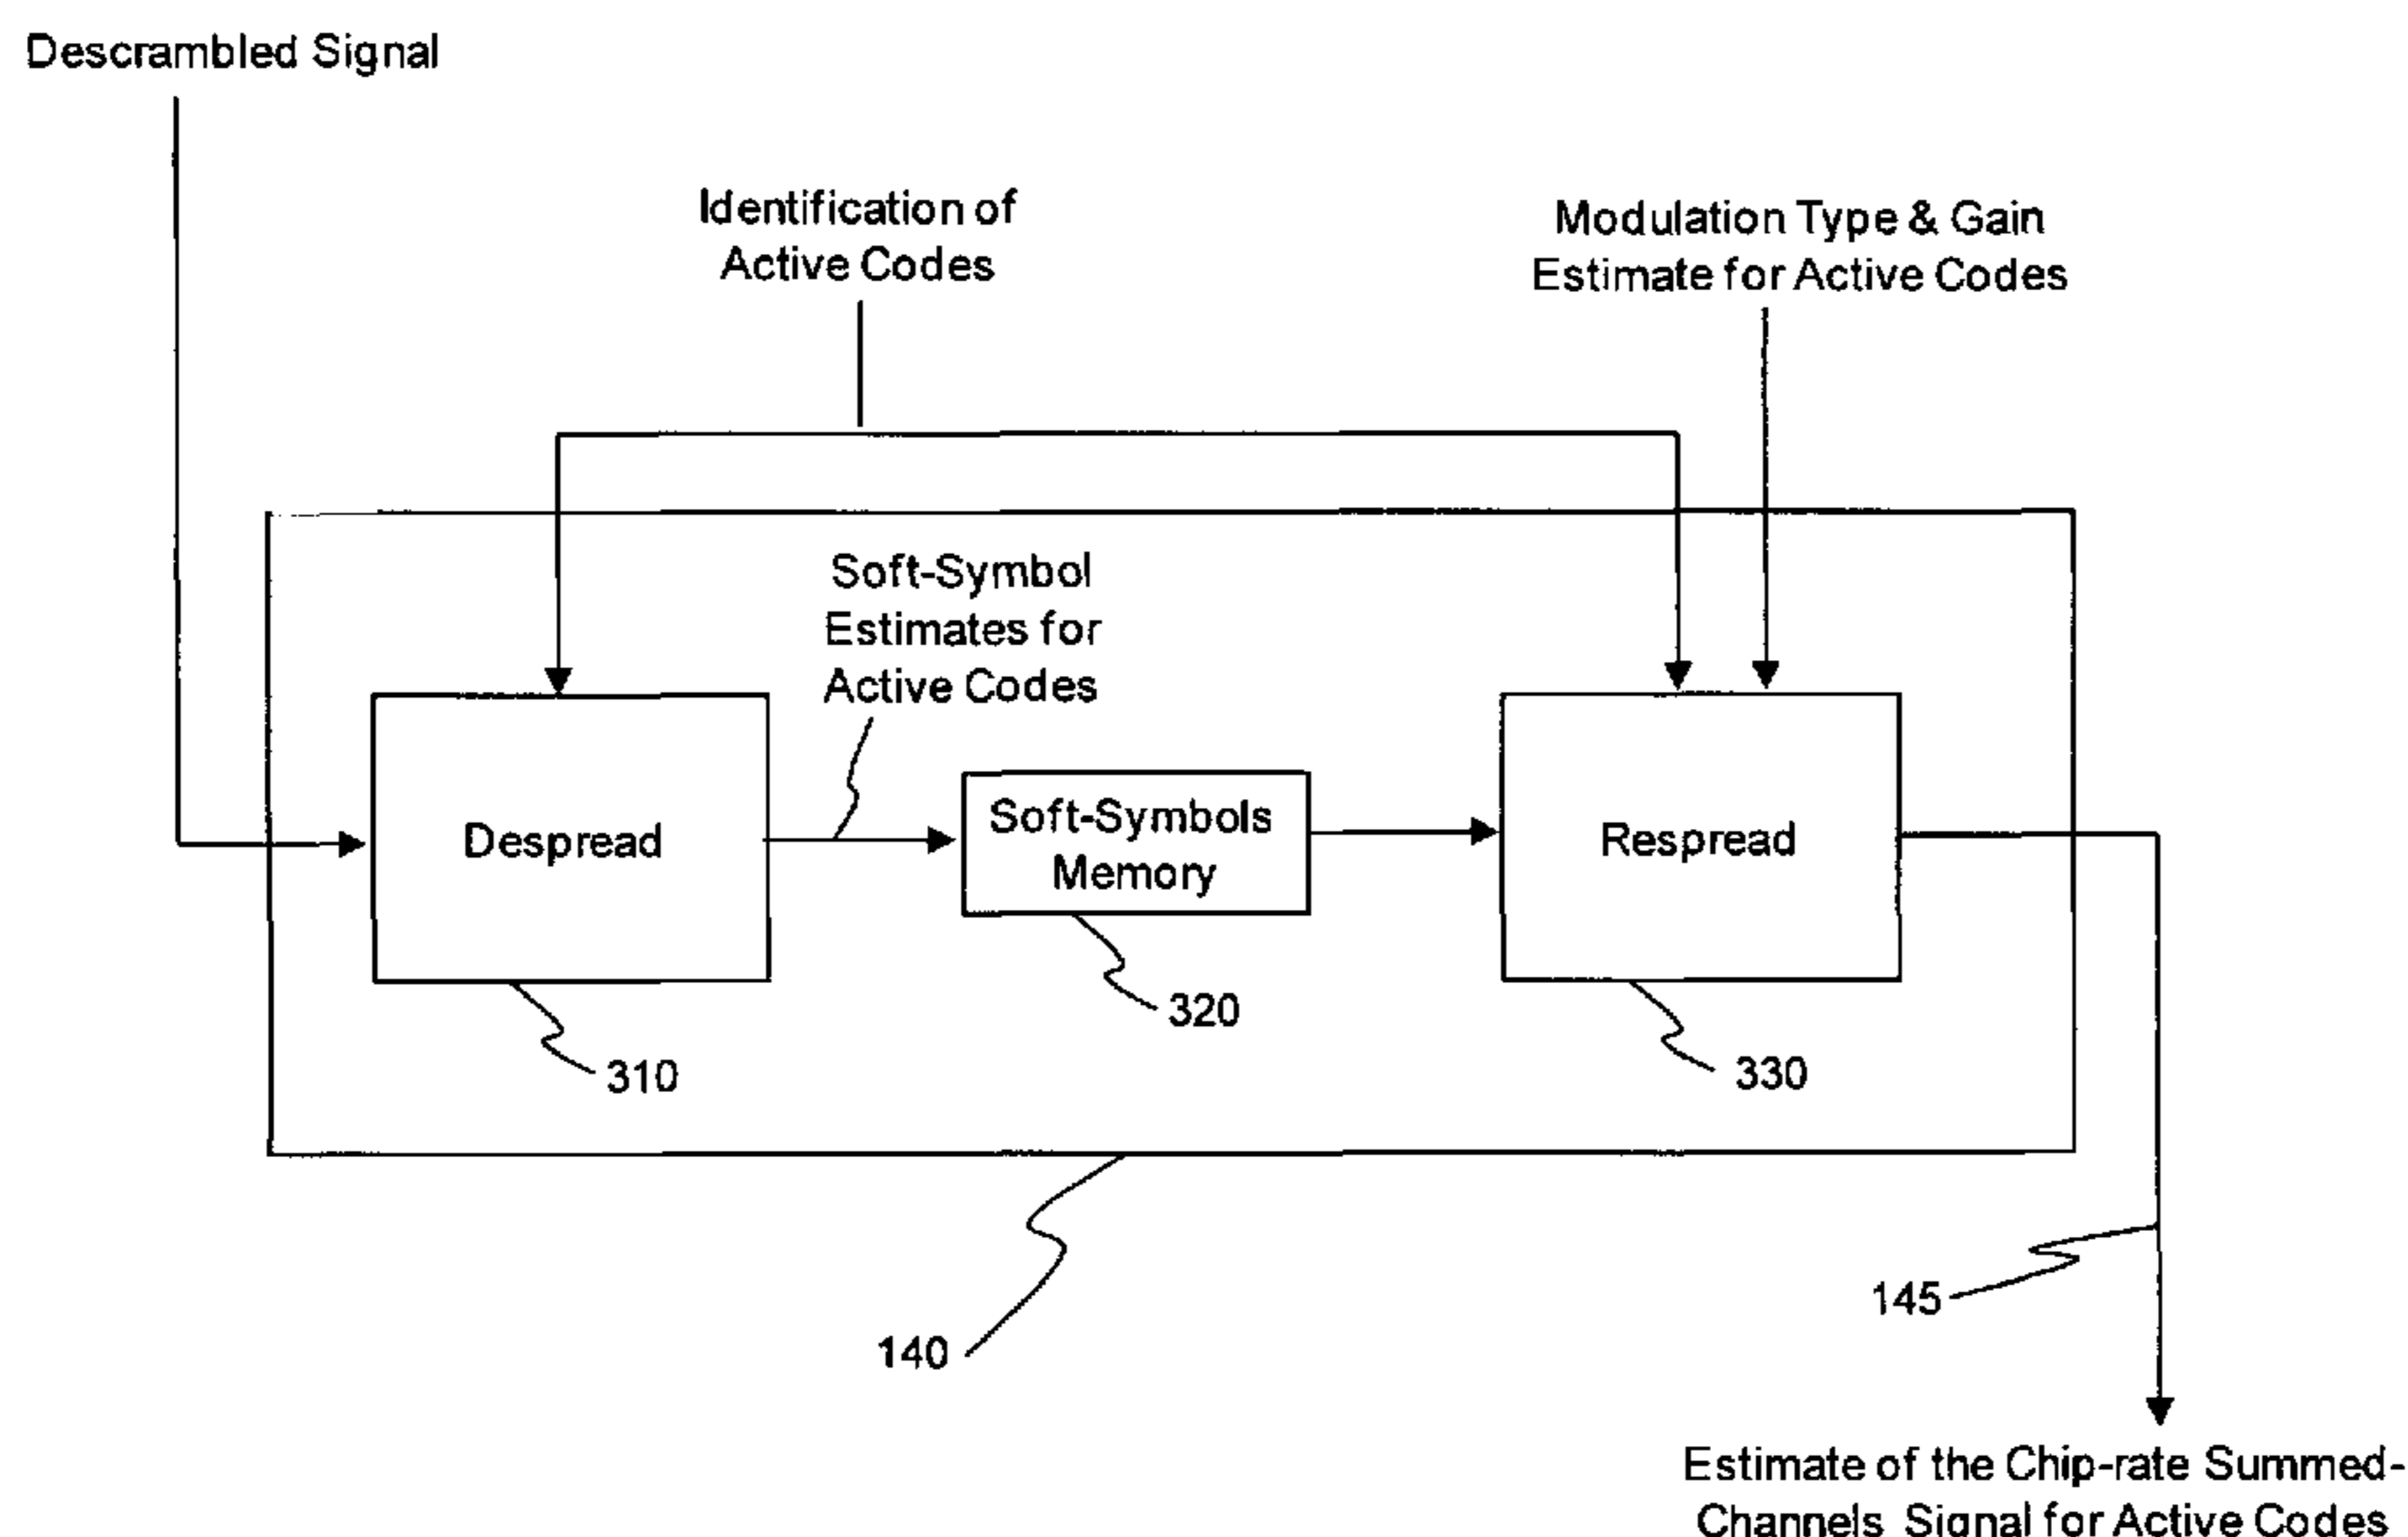 Descrambled Signal
Identification of
Active Codes
Modulation Type & Gain
Estimate for Active Codes
Soft-Symbol
Estimates for
Active Codes
Despread
Soft-Symbols
Memory
Respread
320
310
330
145
140
Estimate of the Chip-rate Summed-
Channels Signal for Active Codes